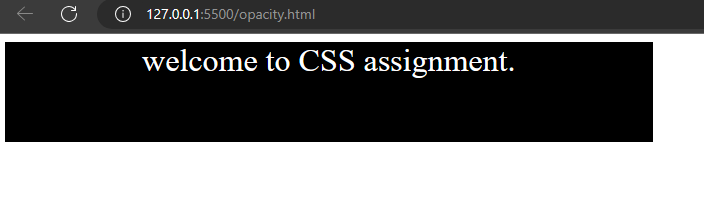 127.0.0.1:5500/opacity.html
welcome to CSS assignment.